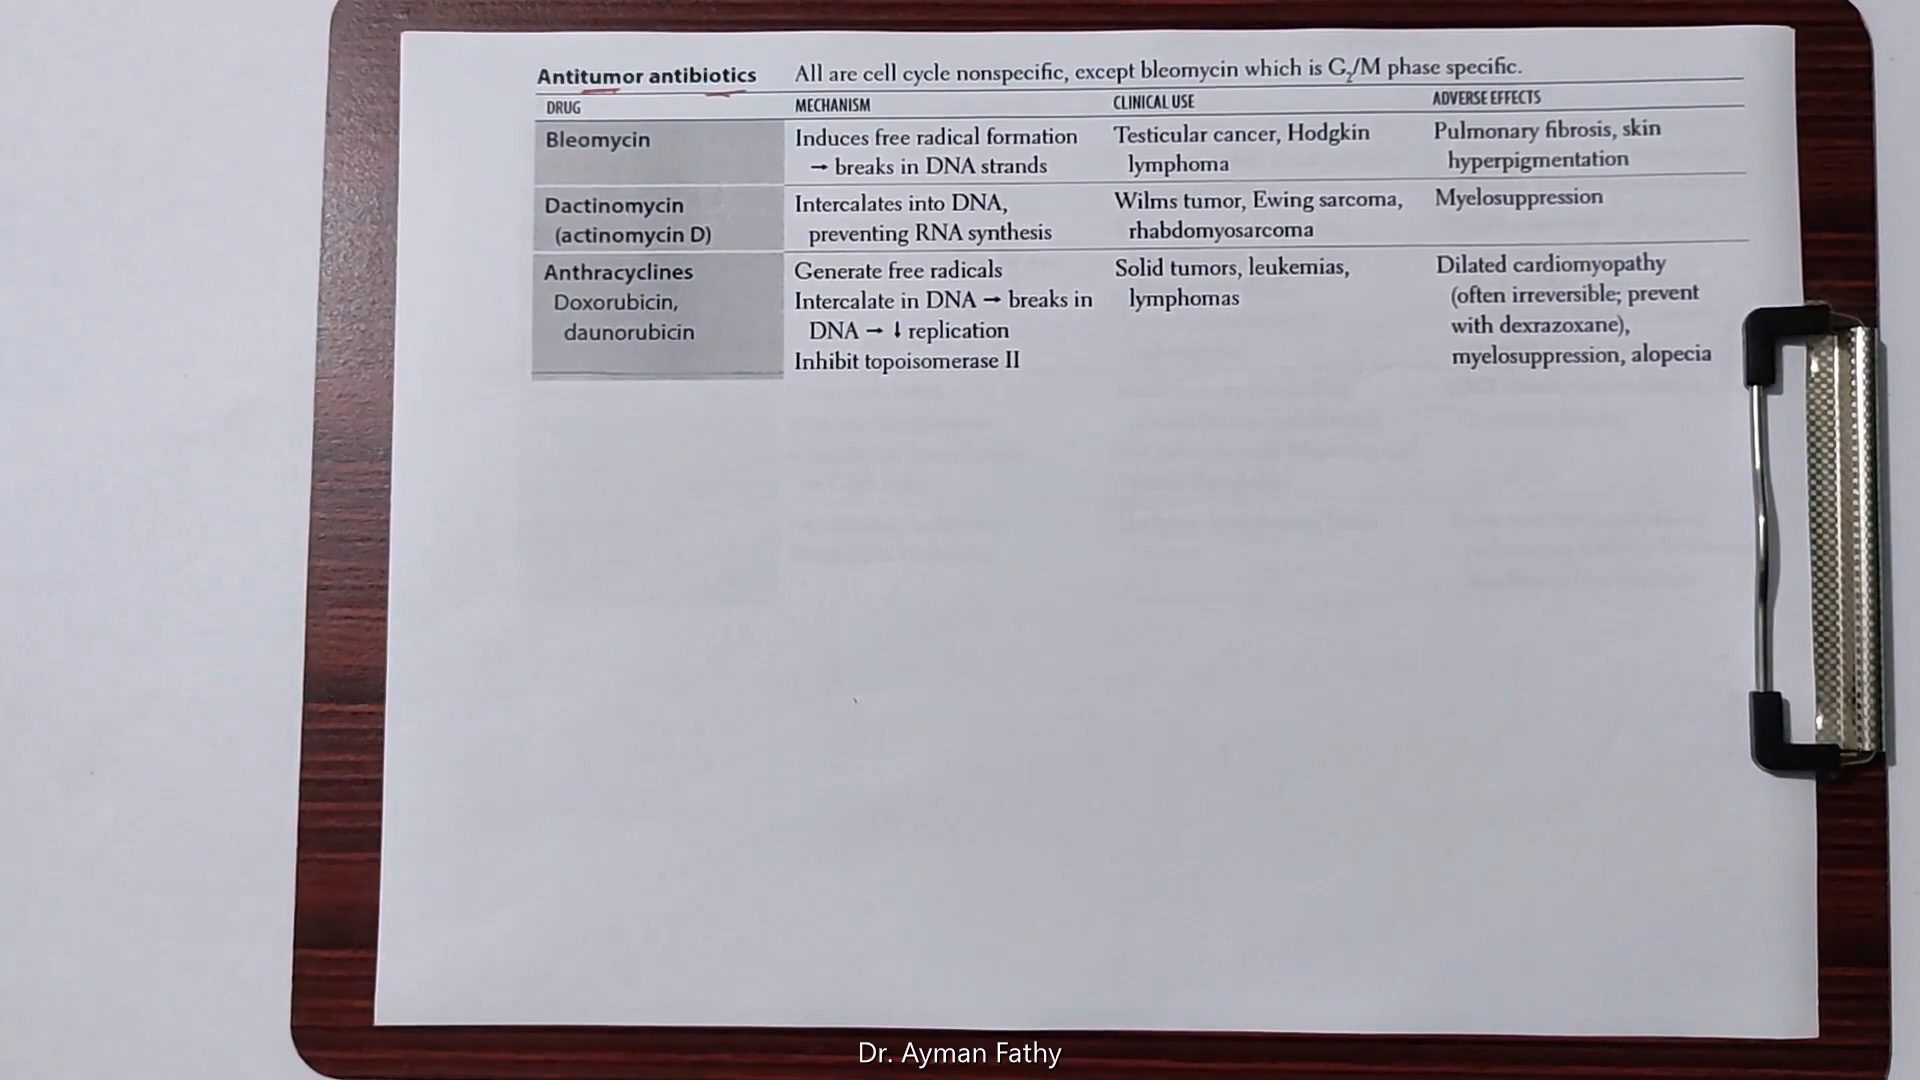 Antitumor antibiotics All are cell cycle nonspecific, except bleomycin which is G₂/M phase specific.
DRUG MECHANISM CLINICAL USE ADVERSE EFFECTS
Bleomycin Induces free radical formation Testicular cancer, Hodgkin Pulmonary fibrosis, skin
→ breaks in DNA strands lymphoma hyperpigmentation
Dactinomycin Intercalates into DNA, Wilms tumor, Ewing sarcoma, Myelosuppression
(actinomycin D) preventing RNA synthesis rhabdomyosarcoma
Anthracyclines Generate free radicals Solid tumors, leukemias, Dilated cardiomyopathy
Doxorubicin, Intercalate in DNA → breaks in lymphomas (often irreversible; prevent
daunorubicin DNA → ↓ replication with dexrazoxane),
Inhibit topoisomerase II myelosuppression, alopecia
Dr. Ayman Fathy